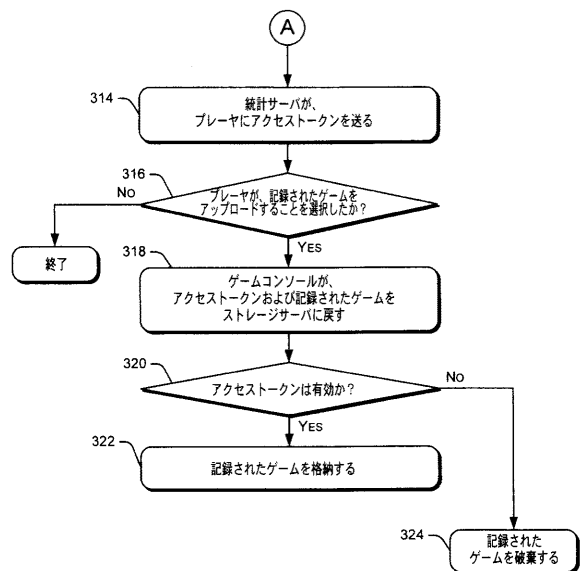 A
314
統計サーバが、
プレーヤにアクセストークンを送る
316
プレーヤが、記録されたゲームを
アップロードすることを選択したか?
NO
終了
YES
318
ゲームコンソールが、
アクセストークンおよび記録されたゲームを
ストレージサーバに戻す
320
アクセストークンは有効か?
NO
YES
322
記録されたゲームを格納する
324
記録された
ゲームを破棄する